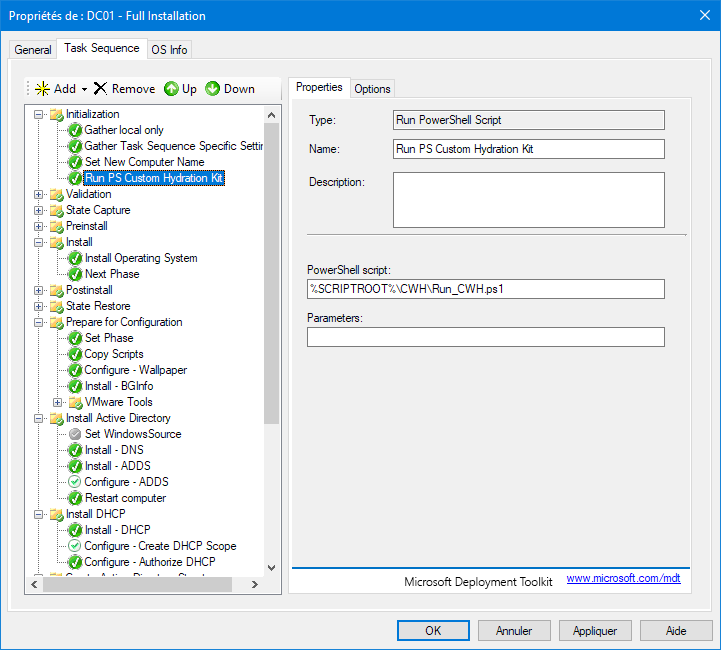 Propriétés de : DC01 - Full Installation
General
Task Sequence
OS Info
Add
Remove
Up
Down
Initialization
Gather local only
Gather Task Sequence Specific Settin
Set New Computer Name
Run PS Custom Hydration Kit
Validation
State Capture
Preinstall
Install
Install Operating System
Next Phase
Postinstall
State Restore
Prepare for Configuration
Set Phase
Copy Scripts
Configure - Wallpaper
Install - BGInfo
VMware Tools
Install Active Directory
Set WindowsSource
Install - DNS
Install - ADDS
Configure - ADDS
Restart computer
Install DHCP
Install - DHCP
Configure - Create DHCP Scope
Configure - Authorize DHCP
Properties
Options
Type:
Run PowerShell Script
Name:
Run PS Custom Hydration Kit
Description:
PowerShell script:
%SCRIPTROOT%\CWH\Run_CWH.ps1
Parameters:
Microsoft Deployment Toolkit
www.microsoft.com/mdt
OK
Annuler
Appliquer
Aide